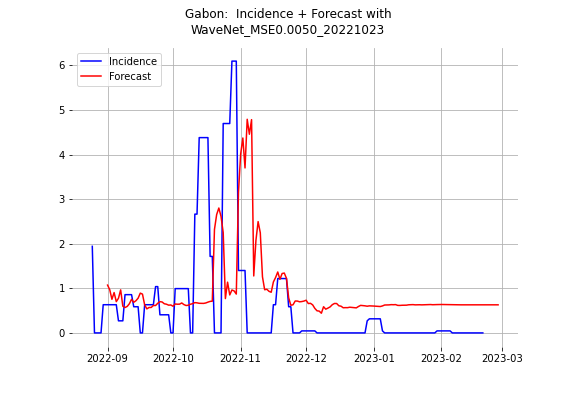 Gabon:  Incidence + Forecast with
WaveNet_MSE0.0050_20221023
Incidence
Forecast
6
5
4
3
2
1
0
2022-09 2022-10 2022-11 2022-12 2023-01 2023-02 2023-03